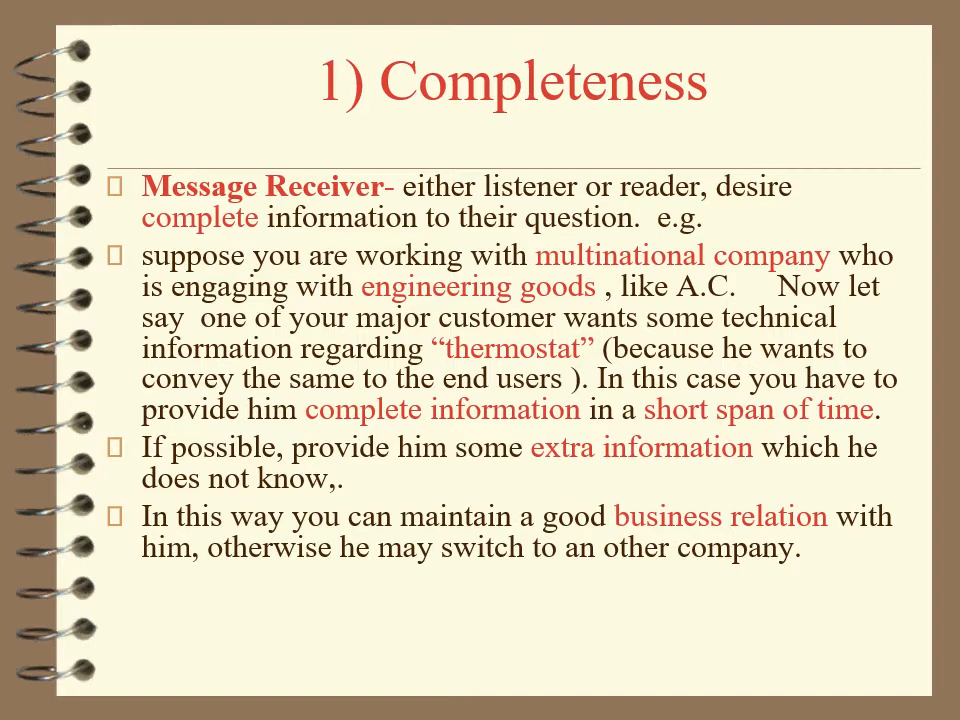 1) Completeness
Message Receiver- either listener or reader, desire
complete information to their question.  e.g.
suppose you are working with multinational company who
is engaging with engineering goods , like A.C.     Now let
say  one of your major customer wants some technical
information regarding “thermostat” (because he wants to
convey the same to the end users ). In this case you have to
provide him complete information in a short span of time.
If possible, provide him some extra information which he
does not know,.
In this way you can maintain a good business relation with
him, otherwise he may switch to an other company.